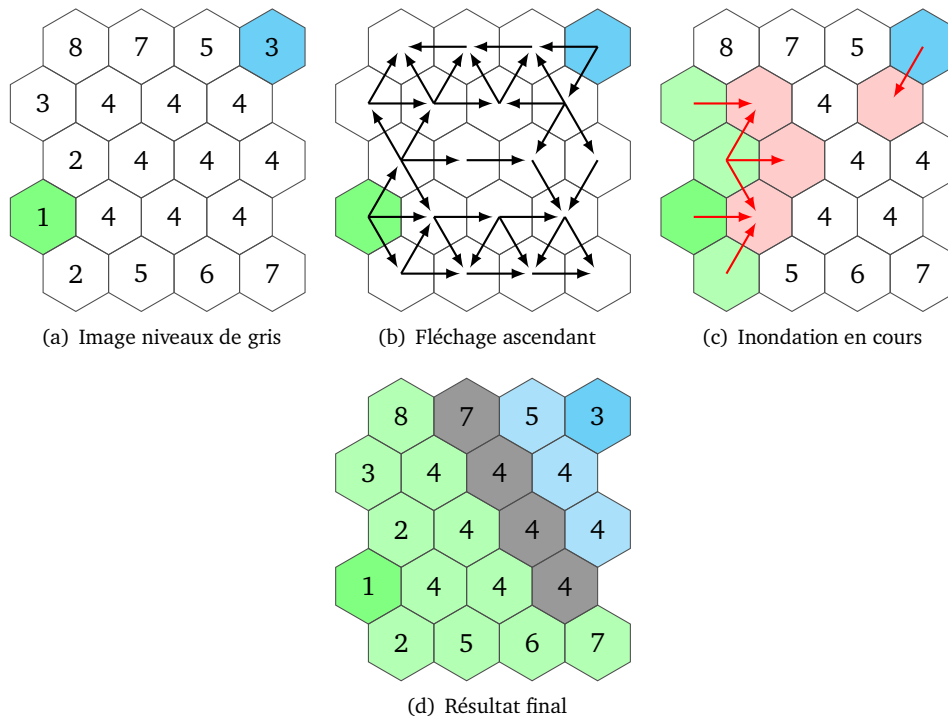 8 7 5 3
3 4 4 4
2 4 4 4
1 4 4 4
2 5 6 7
(a) Image niveaux de gris
(b) Fléchage ascendant
8 7 5
4
4 4
4 4
5 6 7
(c) Inondation en cours
8 7 5 3
3 4 4 4
2 4 4 4
1 4 4 4
2 5 6 7
(d) Résultat final